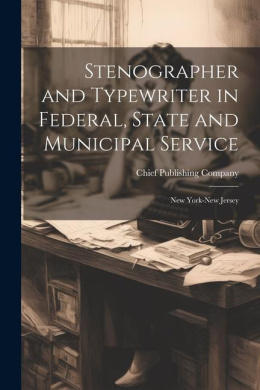 Stenographer
and Typewriter in
Federal, State and
Municipal Service
Chief Publishing Company
New York-New Jersey